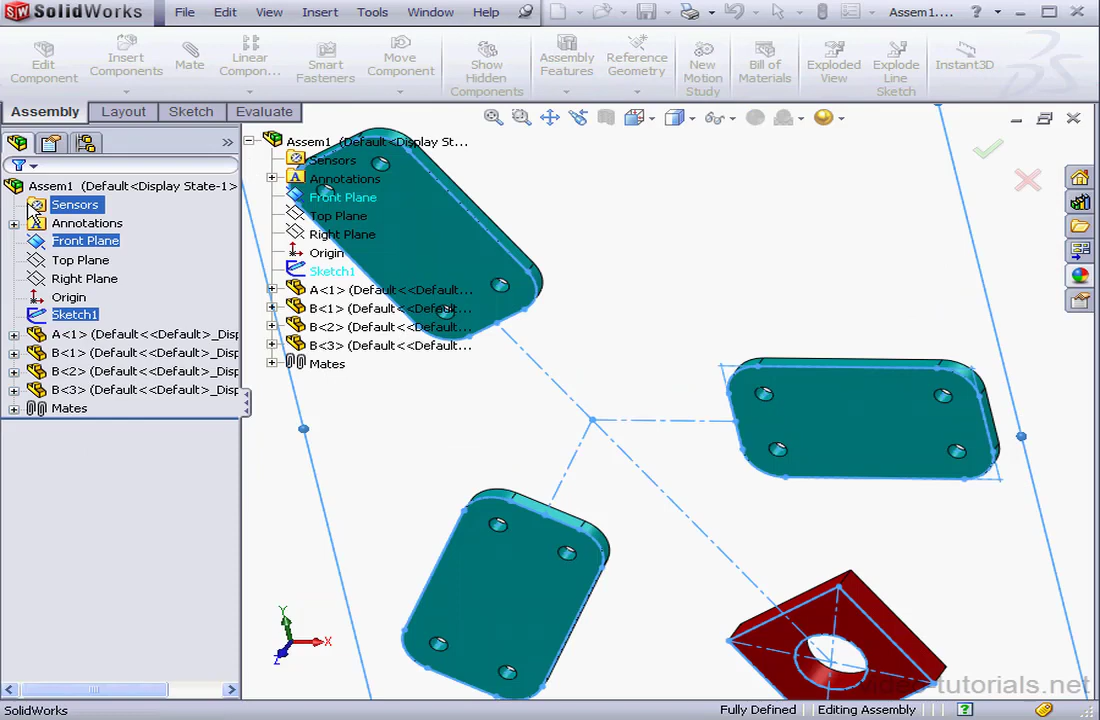 SolidWorks File Edit View Insert Tools Window Help Assem1.... ?
Edit Component
Insert Components
Mate
Linear Compon...
Smart Fasteners
Move Component
Show Hidden Components
Assembly Features
Reference Geometry
New Motion Study
Bill of Materials
Exploded View
Explode Line Sketch
Instant3D
Assembly Layout Sketch Evaluate
Assem1 (Default<Display State-1>
Sensors
Annotations
Front Plane
Top Plane
Right Plane
Origin
Sketch1
A<1> (Default<<Default>_Disp
B<1> (Default<<Default>_Disp
B<2> (Default<<Default>_Disp
B<3> (Default<<Default>_Disp
Mates
Assem1 (Default<Display St...
Sensors
Annotations
Front Plane
Top Plane
Right Plane
Origin
Sketch1
A<1> (Default<<Default...
B<1> (Default<<Default...
B<2> (Default<<Default...
B<3> (Default<<Default...
Mates
Y
X
Z
video-tutorials.net
SolidWorks Fully Defined Editing Assembly ?